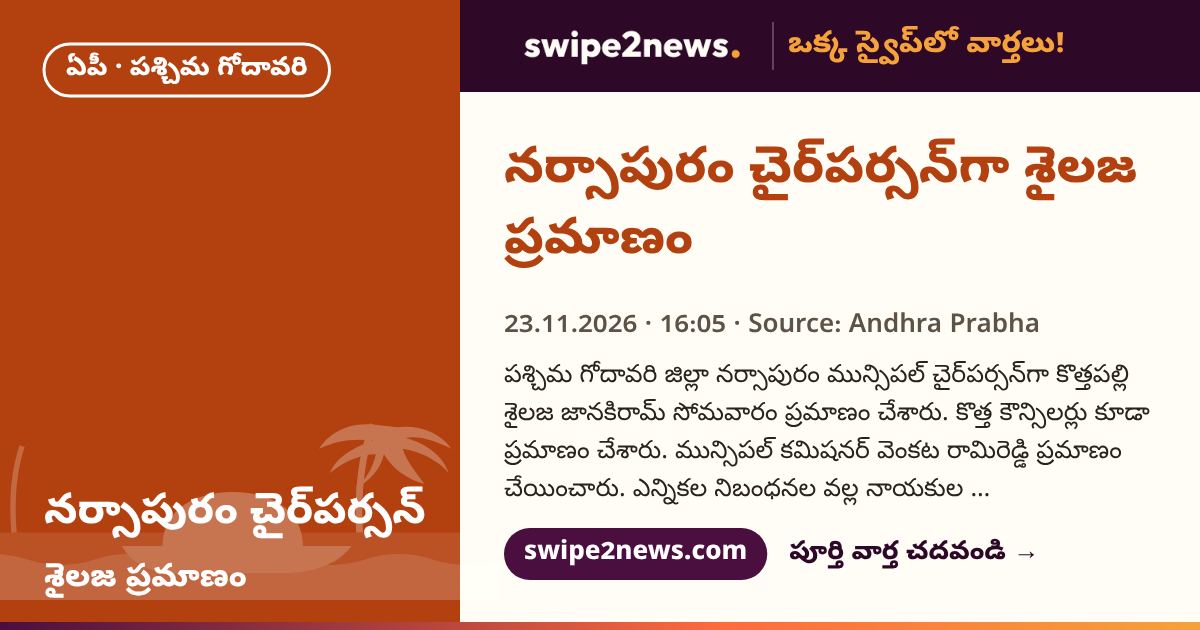 ఏపీ · పశ్చిమ గోదావరి
నర్సాపురం చైర్‌పర్సన్
శైలజ ప్రమాణం
swipe2news.
ఒక్క స్వైప్‌లో వార్తలు!
నర్సాపురం చైర్‌పర్సన్‌గా శైలజ
ప్రమాణం
23.11.2026 · 16:05 · Source: Andhra Prabha
పశ్చిమ గోదావరి జిల్లా నర్సాపురం మున్సిపల్ చైర్‌పర్సన్‌గా కొత్తపల్లి
శైలజ జానకిరామ్ సోమవారం ప్రమాణం చేశారు. కొత్త కౌన్సిలర్లు కూడా
ప్రమాణం చేశారు. మున్సిపల్ కమిషనర్ వెంకట రామిరెడ్డి ప్రమాణం
చేయించారు. ఎన్నికల నిబంధనల వల్ల నాయకుల ...
swipe2news.com
పూర్తి వార్త చదవండి →